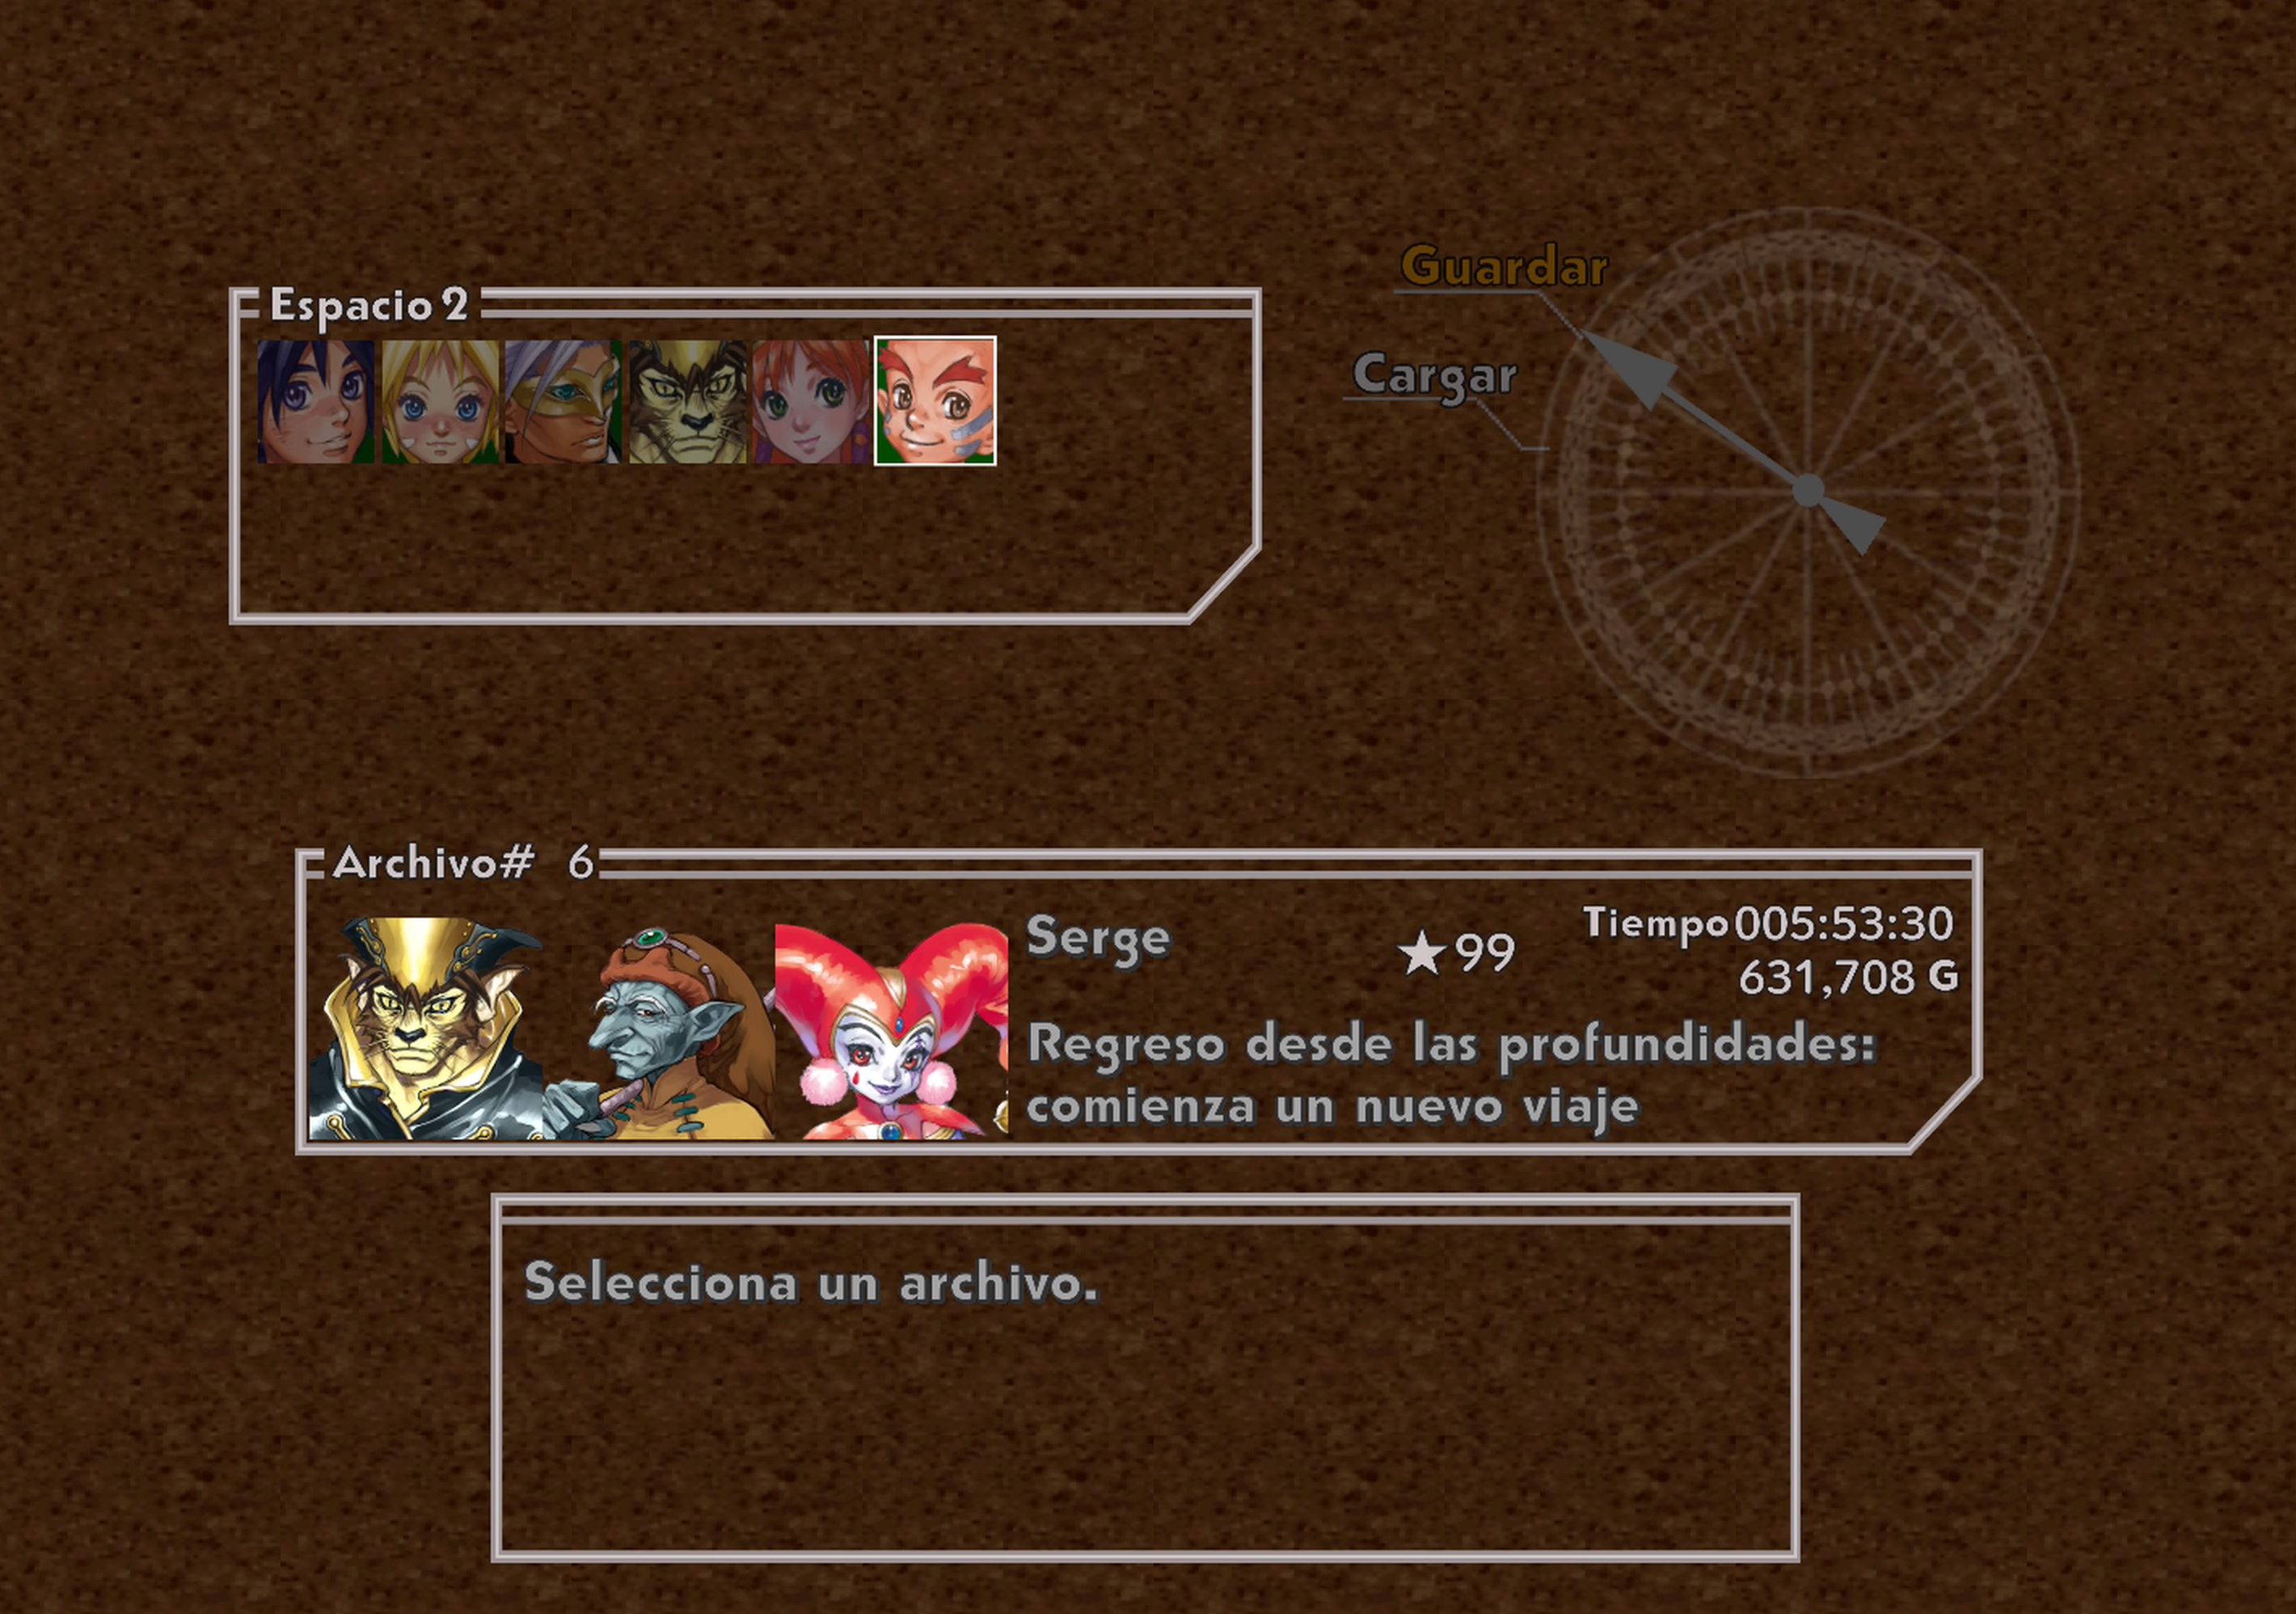 Guardar
Espacio 2
Cargar
Archivo# 6
Serge
★99
Tiempo 005:53:30
631,708 G
Regreso desde las profundidades:
comienza un nuevo viaje
Selecciona un archivo.